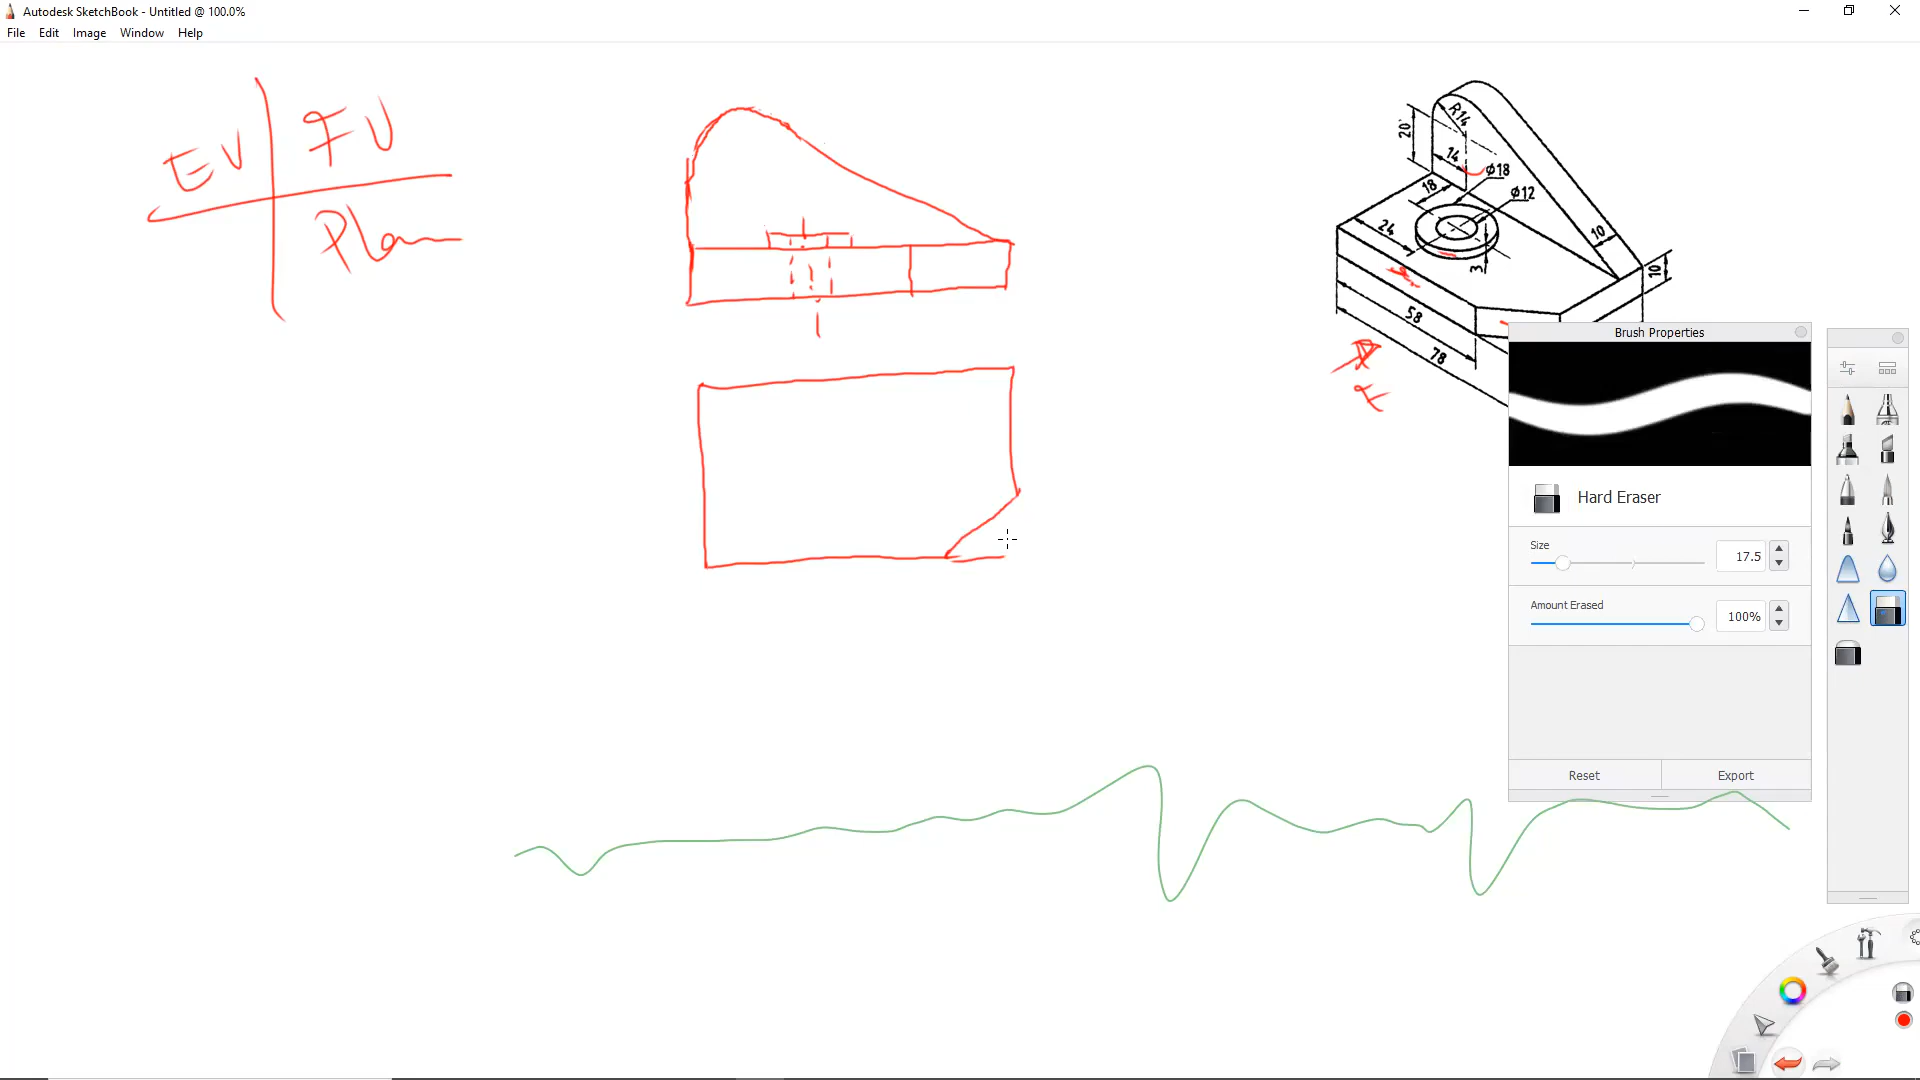 Autodesk SketchBook - Untitled @ 100.0%
File Edit Image Window Help
EV FV
Plan
R14
20
14
φ18
18
φ12
24
10
3
10
58
78
Brush Properties
Hard Eraser
Size
17.5
Amount Erased
100%
Reset Export